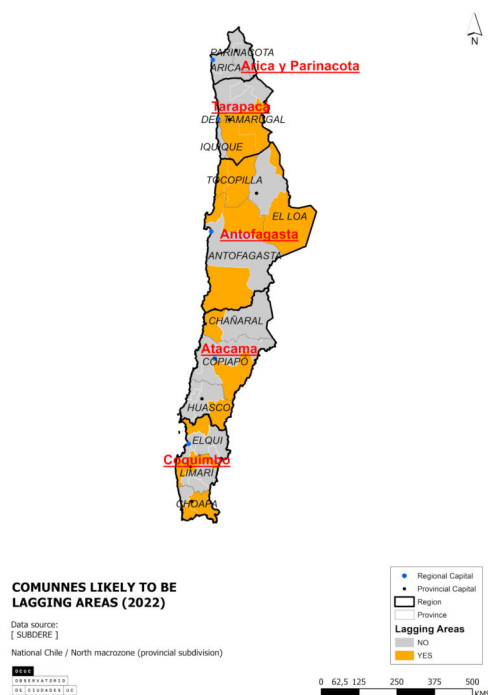 N
PARINACOTA
ARICA
Arica y Parinacota
Tarapacá
DEL TAMARUGAL
IQUIQUE
TOCOPILLA
EL LOA
Antofagasta
ANTOFAGASTA
CHAÑARAL
Atacama
COPIAPÓ
HUASCO
ELQUI
Coquimbo
LIMARÍ
CHOAPA
COMUNNES LIKELY TO BE
LAGGING AREAS (2022)
Data source:
[ SUBDERE ]
National Chile / North macrozone (provincial subdivision)
OCUC
OBSERVATORIO
DE CIUDADES UC
Regional Capital
Provincial Capital
Region
Province
Lagging Areas
NO
YES
0 62,5 125 250 375 500
KMS